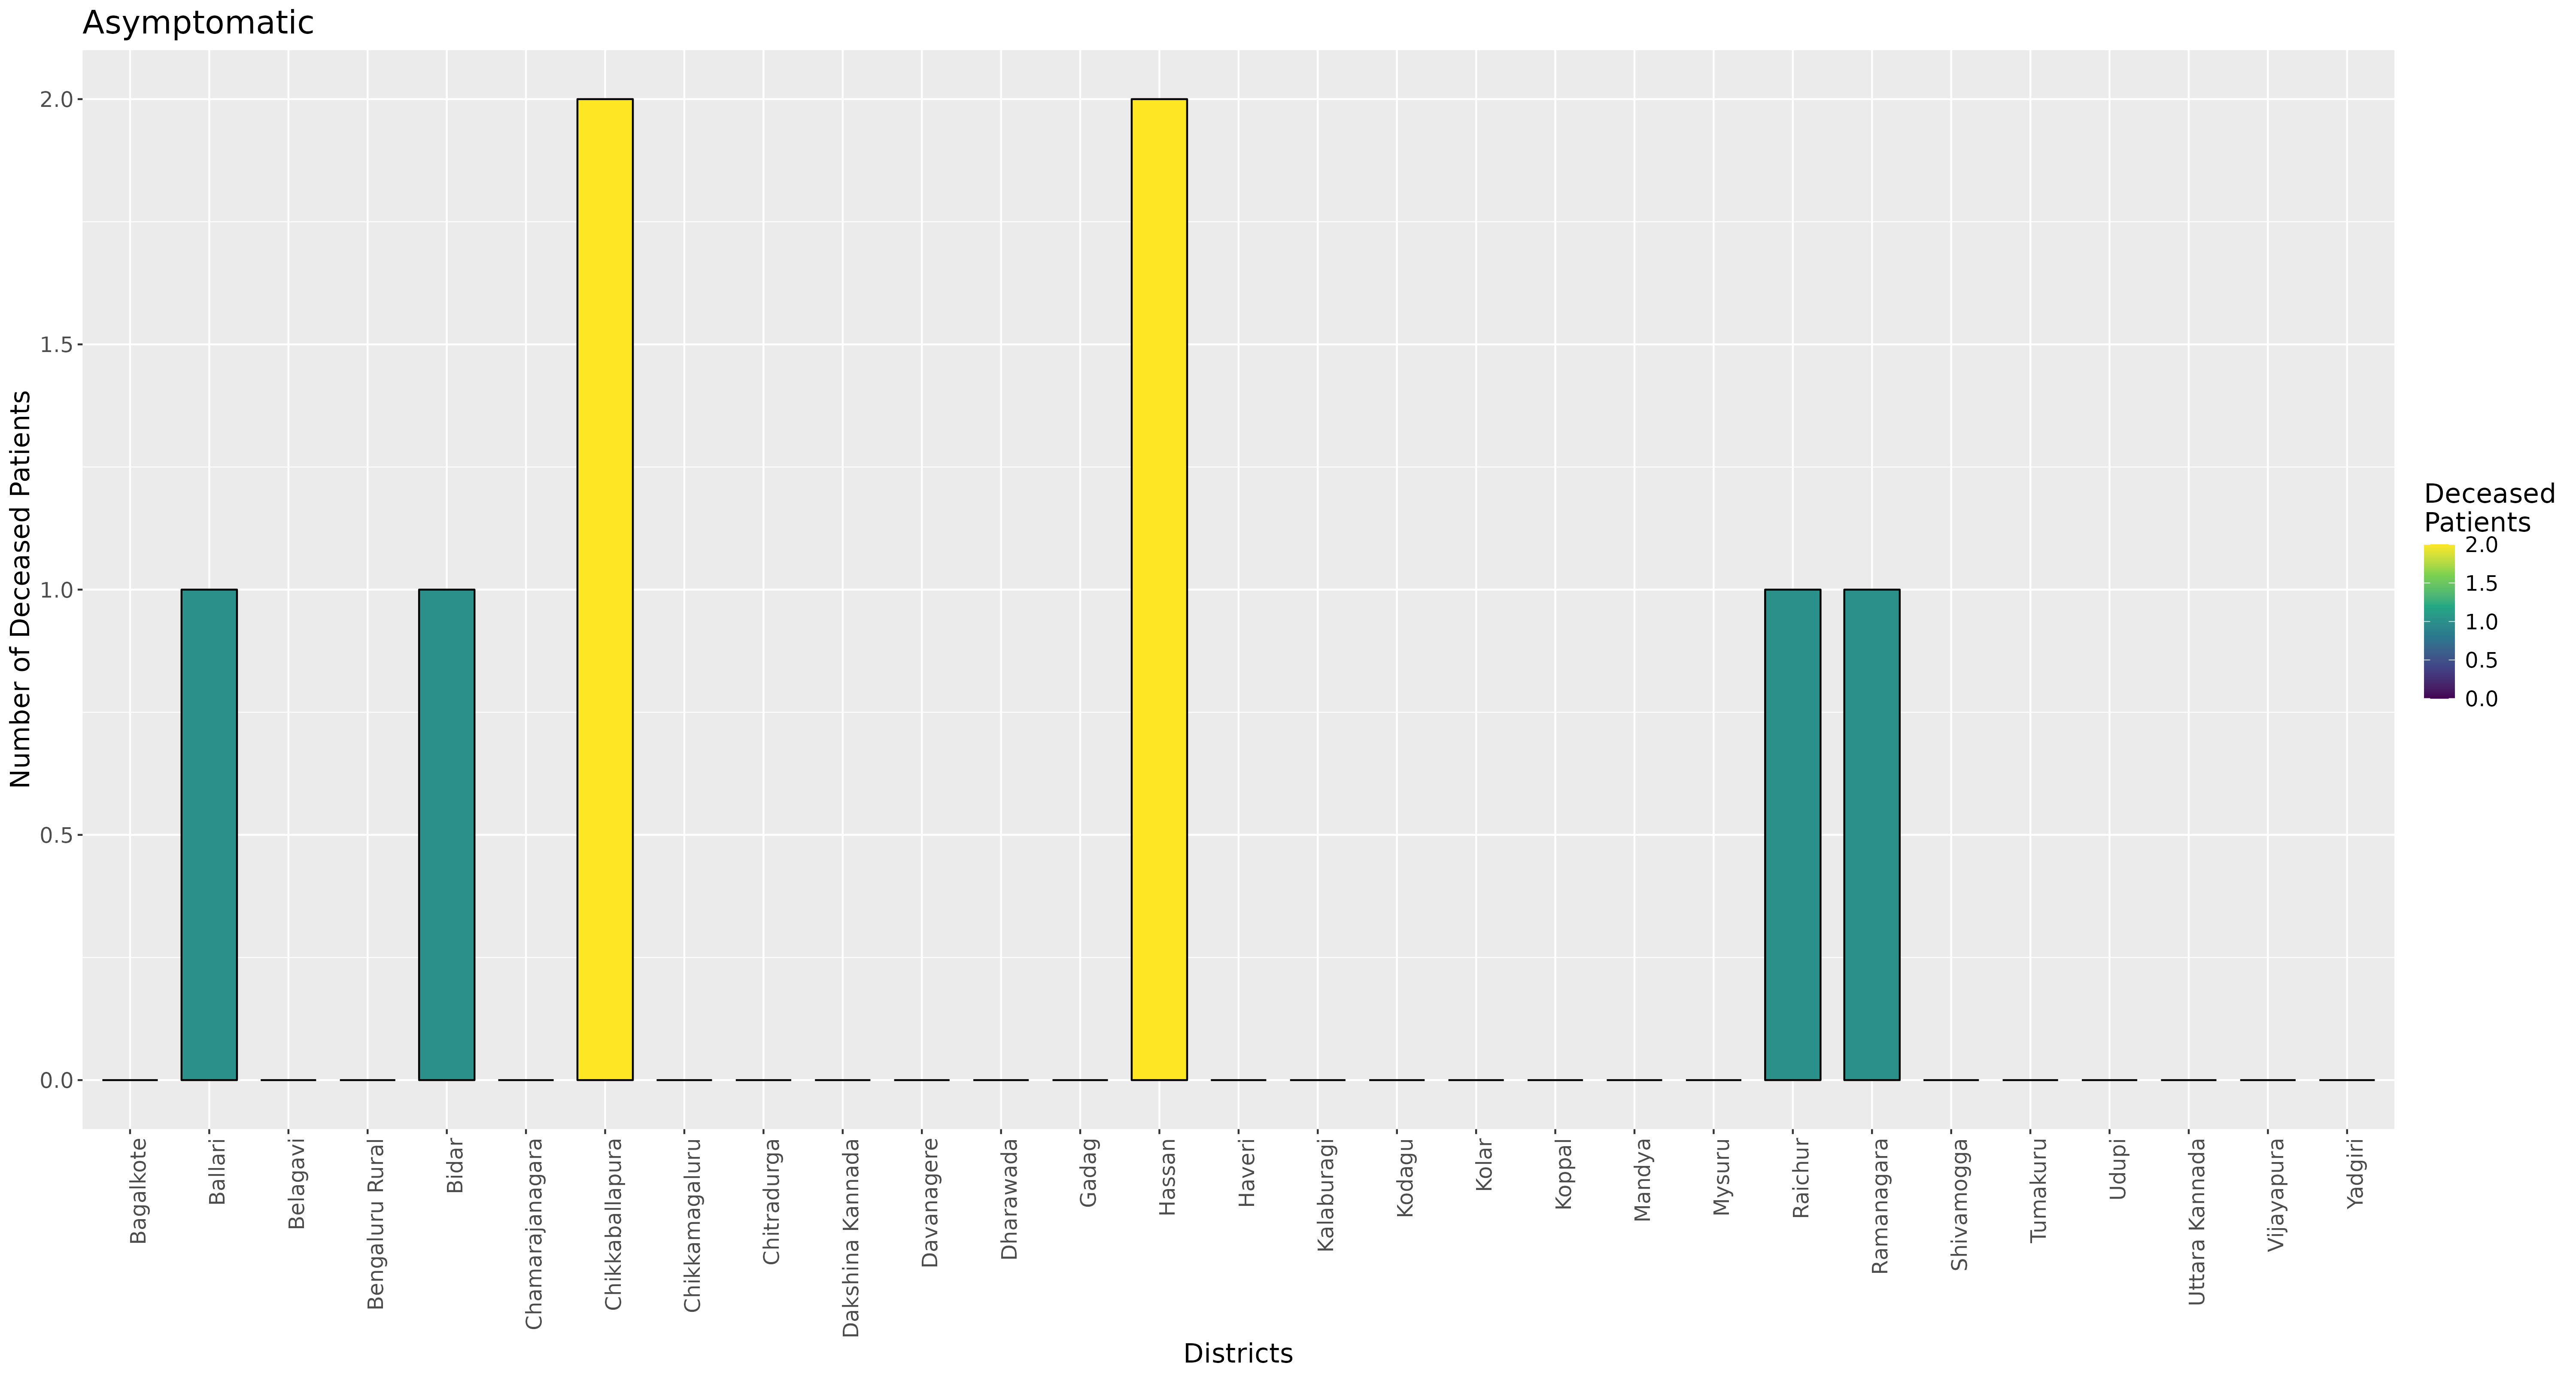 Asymptomatic
Number of Deceased Patients
2.0
1.5
1.0
0.5
0.0
Bagalkote
Ballari
Belagavi
Bengaluru Rural
Bidar
Chamarajanagara
Chikkaballapura
Chikkamagaluru
Chitradurga
Dakshina Kannada
Davanagere
Dharawada
Gadag
Hassan
Haveri
Kalaburagi
Kodagu
Kolar
Koppal
Mandya
Mysuru
Raichur
Ramanagara
Shivamogga
Tumakuru
Udupi
Uttara Kannada
Vijayapura
Yadgiri
Districts
Deceased
Patients
2.0
1.5
1.0
0.5
0.0